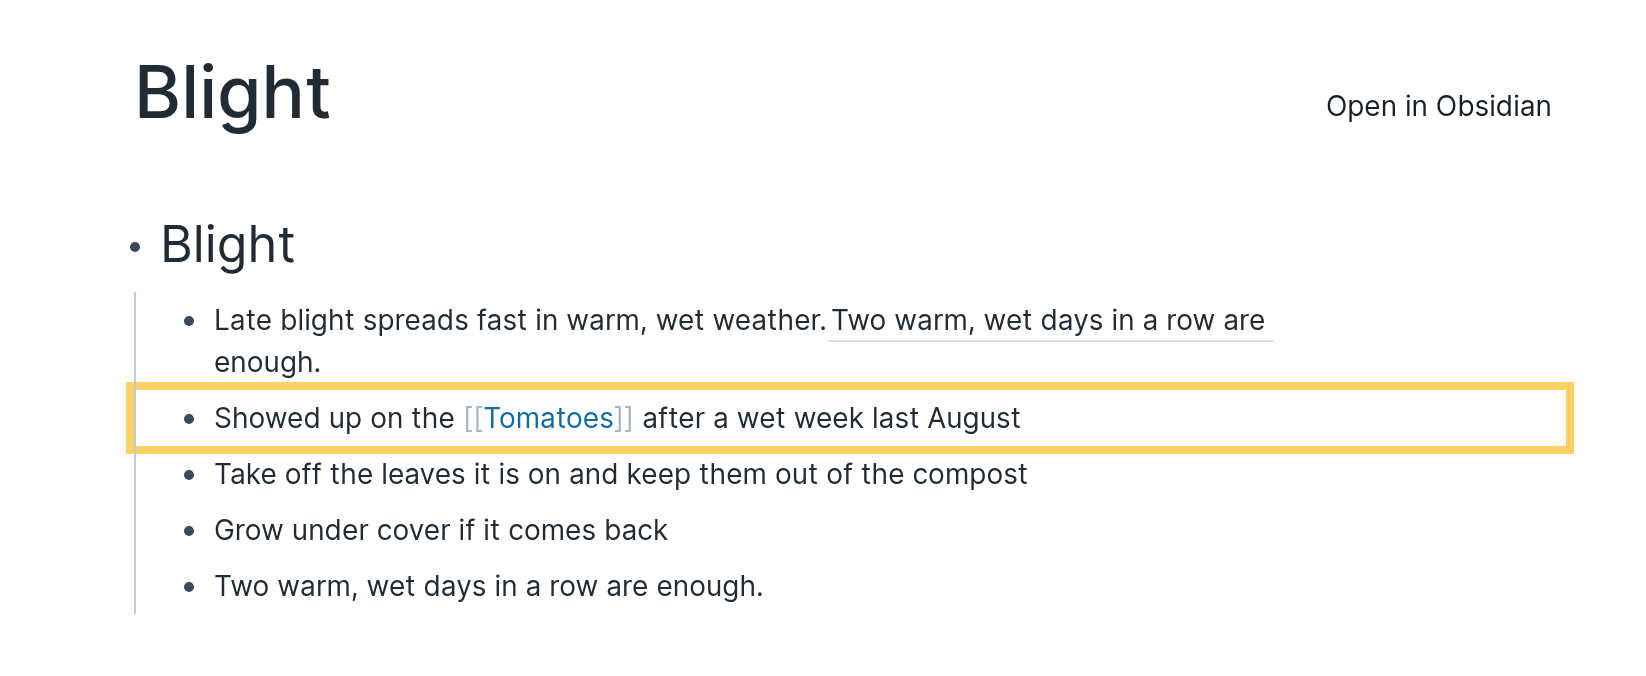 Blight
Open in Obsidian
Blight
Late blight spreads fast in warm, wet weather. Two warm, wet days in a row are
enough.
Showed up on the [[Tomatoes]] after a wet week last August
Take off the leaves it is on and keep them out of the compost
Grow under cover if it comes back
Two warm, wet days in a row are enough.